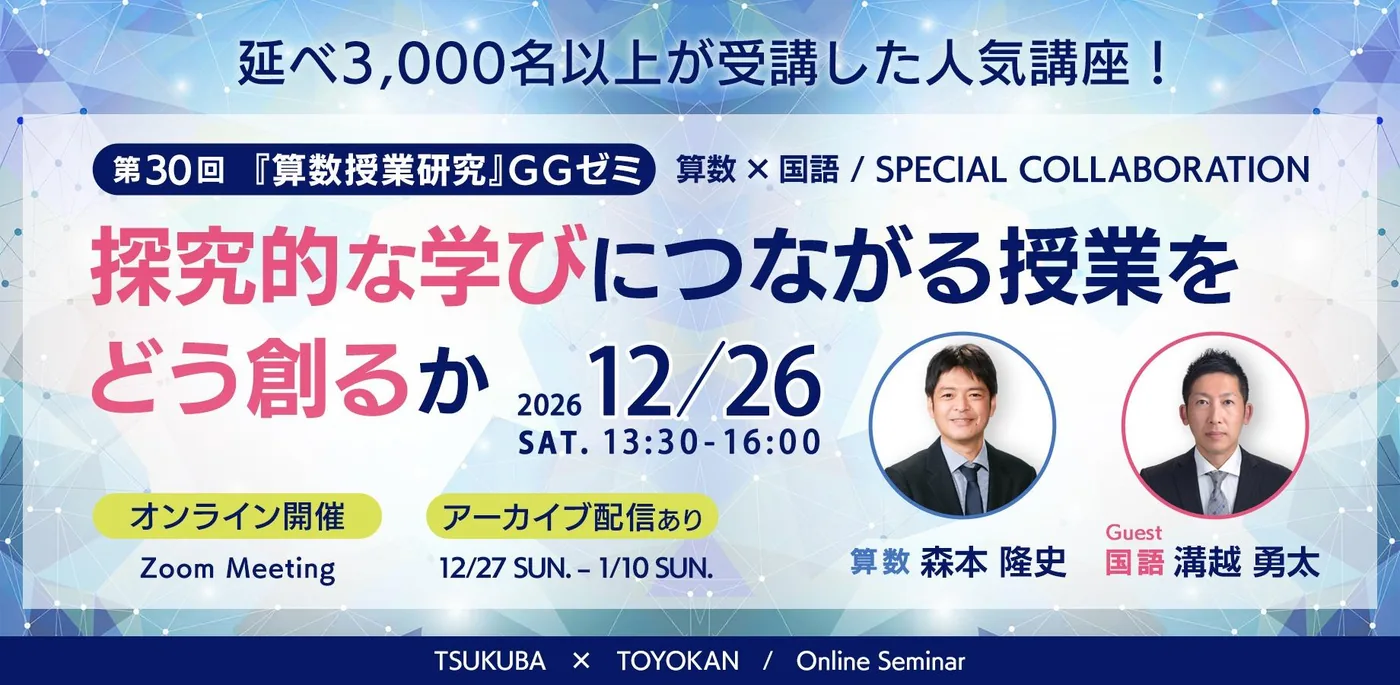 延べ3,000名以上が受講した人気講座！
第30回 『算数授業研究』GGゼミ 算数 × 国語 / SPECIAL COLLABORATION
探究的な学びにつながる授業を
どう創るか
2026 12/26
SAT. 13:30-16:00
オンライン開催
Zoom Meeting
アーカイブ配信あり
12/27 SUN. – 1/10 SUN.
算数 森本 隆史
Guest
国語 溝越 勇太
TSUKUBA × TOYOKAN / Online Seminar